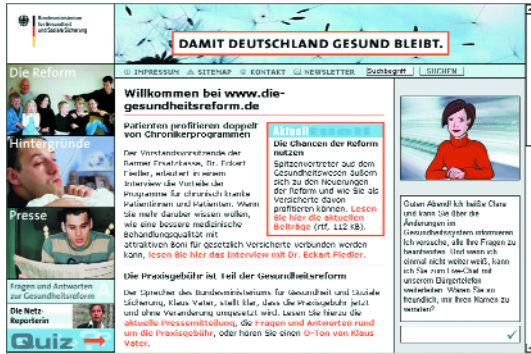 Bundesministerium
für Gesundheit
und Soziale Sicherung
DAMIT DEUTSCHLAND GESUND BLEIBT.
IMPRESSUM SITEMAP KONTAKT NEWSLETTER Suchbegriff SUCHEN
Die Reform
Hintergründe
Presse
Fragen und Antworten
zur Gesundheitsreform
Die Netz-
Reporterin
Quiz
Willkommen bei www.die-
gesundheitsreform.de
Patienten profitieren doppelt
von Chronikerprogrammen
Der Vorstandsvorsitzende der
Barmer Ersatzkasse, Dr. Eckart
Fiedler, erläutert in einem
Interview die Vorteile der
Programme für chronisch kranke
Patientinnen und Patienten. Wenn
Sie mehr darüber wissen wollen,
wie eine bessere medizinische
Behandlungsqualität mit
attraktiven Boni für gesetzlich Versicherte verbunden werden
kann, lesen Sie hier das Interview mit Dr. Eckart Fiedler.
Aktuell
Die Chancen der Reform
nutzen
Spitzenvertreter aus dem
Gesundheitswesen äußern
sich zu den Neuerungen
der Reform und wie Sie als
Versicherte davon
profitieren können. Lesen
Sie hier die aktuellen
Beiträge (rtf, 112 KB).
Die Praxisgebühr ist Teil der Gesundheitsreform
Der Sprecher des Bundesministeriums für Gesundheit und Soziale
Sicherung, Klaus Vater, stellt klar, dass die Praxisgebühr jetzt
und ohne Veränderung umgesetzt wird. Lesen Sie hierzu die
aktuelle Pressemitteilung, die Fragen und Antworten rund
um die Praxisgebühr, oder hören Sie einen O-Ton von Klaus
Vater.
Guten Abend! Ich heiße Clara
und kann Sie über die
Änderungen im
Gesundheitssystem informieren.
Ich versuche, alle Ihre Fragen zu
beantworten. Und wenn ich
einmal nicht weiter weiß, kann
ich Sie zum Live-Chat mit
unserem Bürgertelefon
weiterleiten. Wären Sie so
freundlich, mir Ihren Namen zu
verraten?